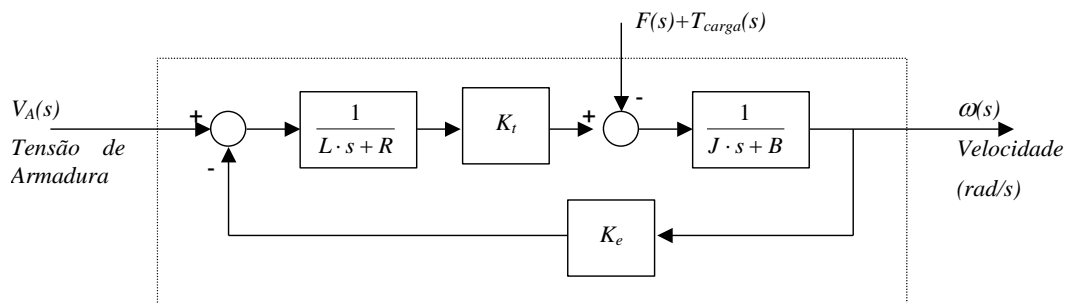 F(s)+T_carga(s)
V_A(s)
Tensão de
Armadura
+
-
1
L · s + R
K_t
+
-
1
J · s + B
ω(s)
Velocidade
(rad/s)
K_e